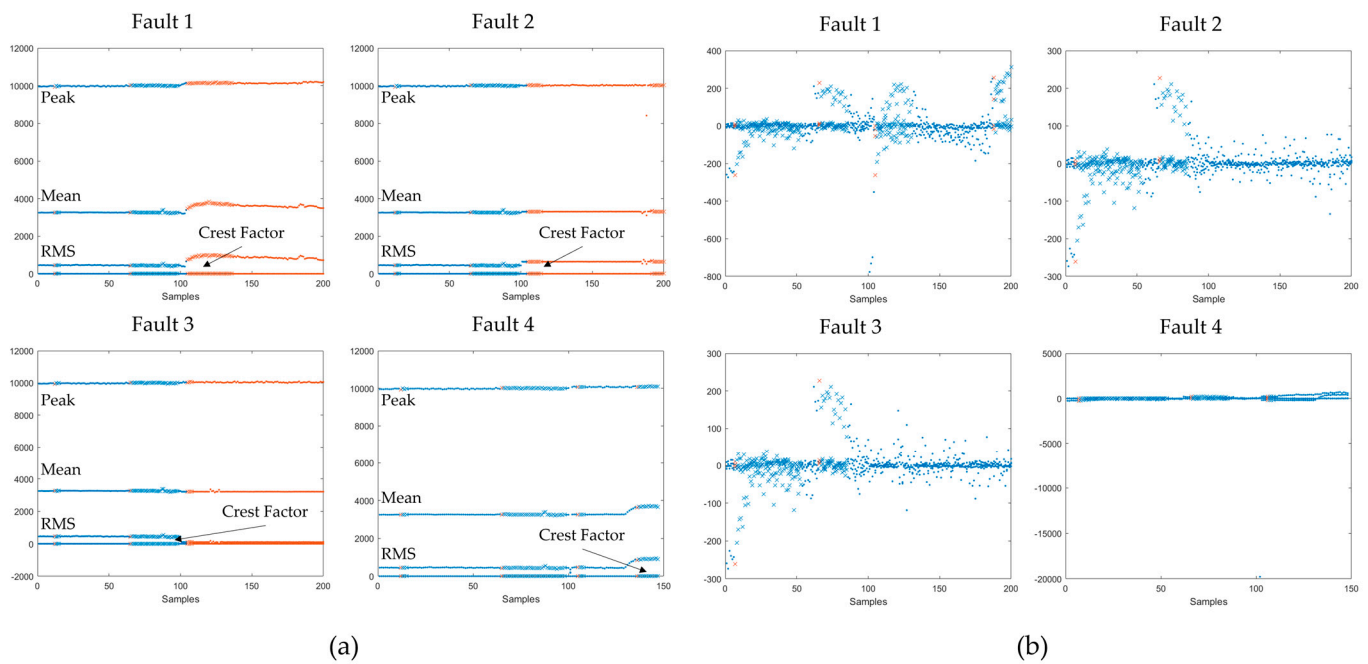 Fault 1
12000
10000
8000
6000
4000
2000
0
Peak
Mean
RMS
Crest Factor
0 50 100 150 200
Samples
Fault 2
12000
10000
8000
6000
4000
2000
0
Peak
Mean
RMS
Crest Factor
0 50 100 150 200
Samples
Fault 3
12000
10000
8000
6000
4000
2000
0
-2000
Peak
Mean
RMS
Crest Factor
0 50 100 150 200
Samples
Fault 4
12000
10000
8000
6000
4000
2000
0
Peak
Mean
RMS
Crest Factor
0 50 100 150
Samples
(a)
Fault 1
400
200
0
-200
-400
-600
-800
0 50 100 150 200
Samples
Fault 2
300
200
100
0
-100
-200
-300
0 50 100 150 200
Sample
Fault 3
300
200
100
0
-100
-200
-300
0 50 100 150 200
Samples
Fault 4
5000
0
-5000
-10000
-15000
-20000
0 50 100 150
Samples
(b)